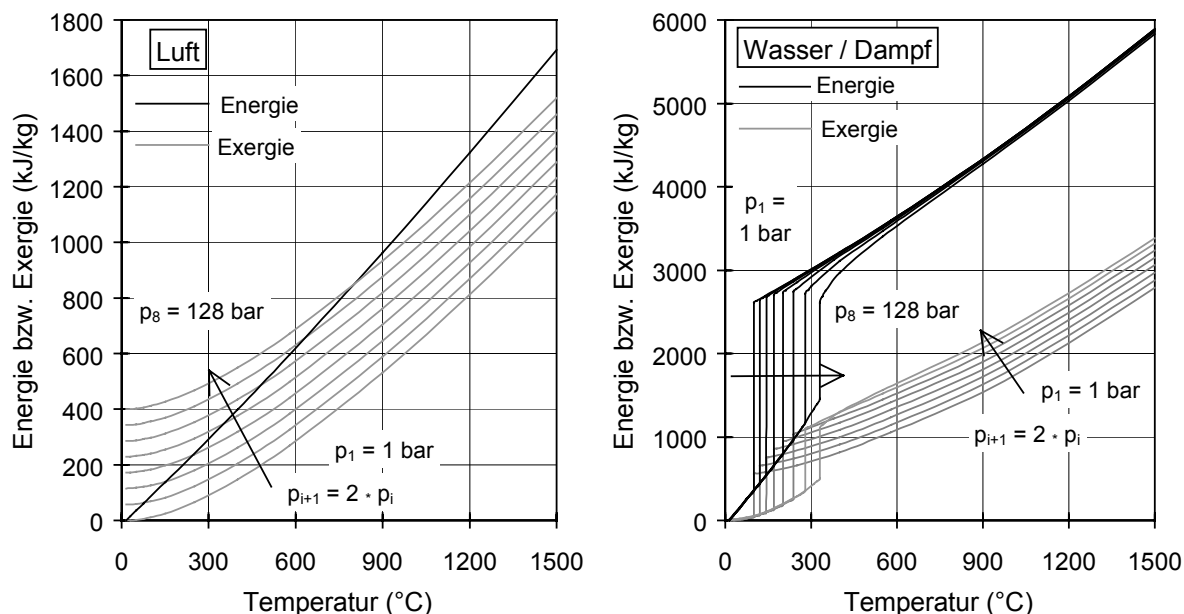 Luft
Energie
Exergie
p₈ = 128 bar
p₁ = 1 bar
pᵢ₊₁ = 2 · pᵢ
Energie bzw. Exergie (kJ/kg)
1800
1600
1400
1200
1000
800
600
400
200
0
0 300 600 900 1200 1500
Temperatur (°C)
Wasser / Dampf
Energie
Exergie
p₁ =
1 bar
p₈ = 128 bar
p₁ = 1 bar
pᵢ₊₁ = 2 · pᵢ
Energie bzw. Exergie (kJ/kg)
6000
5000
4000
3000
2000
1000
0
0 300 600 900 1200 1500
Temperatur (°C)